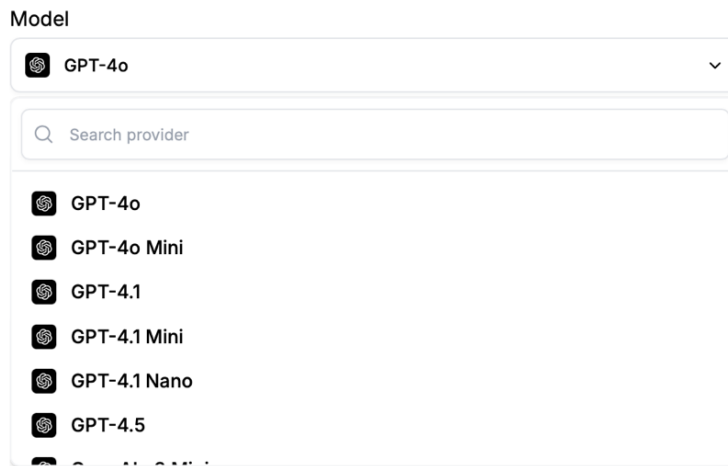 Model
GPT-4o
Search provider
GPT-4o
GPT-4o Mini
GPT-4.1
GPT-4.1 Mini
GPT-4.1 Nano
GPT-4.5